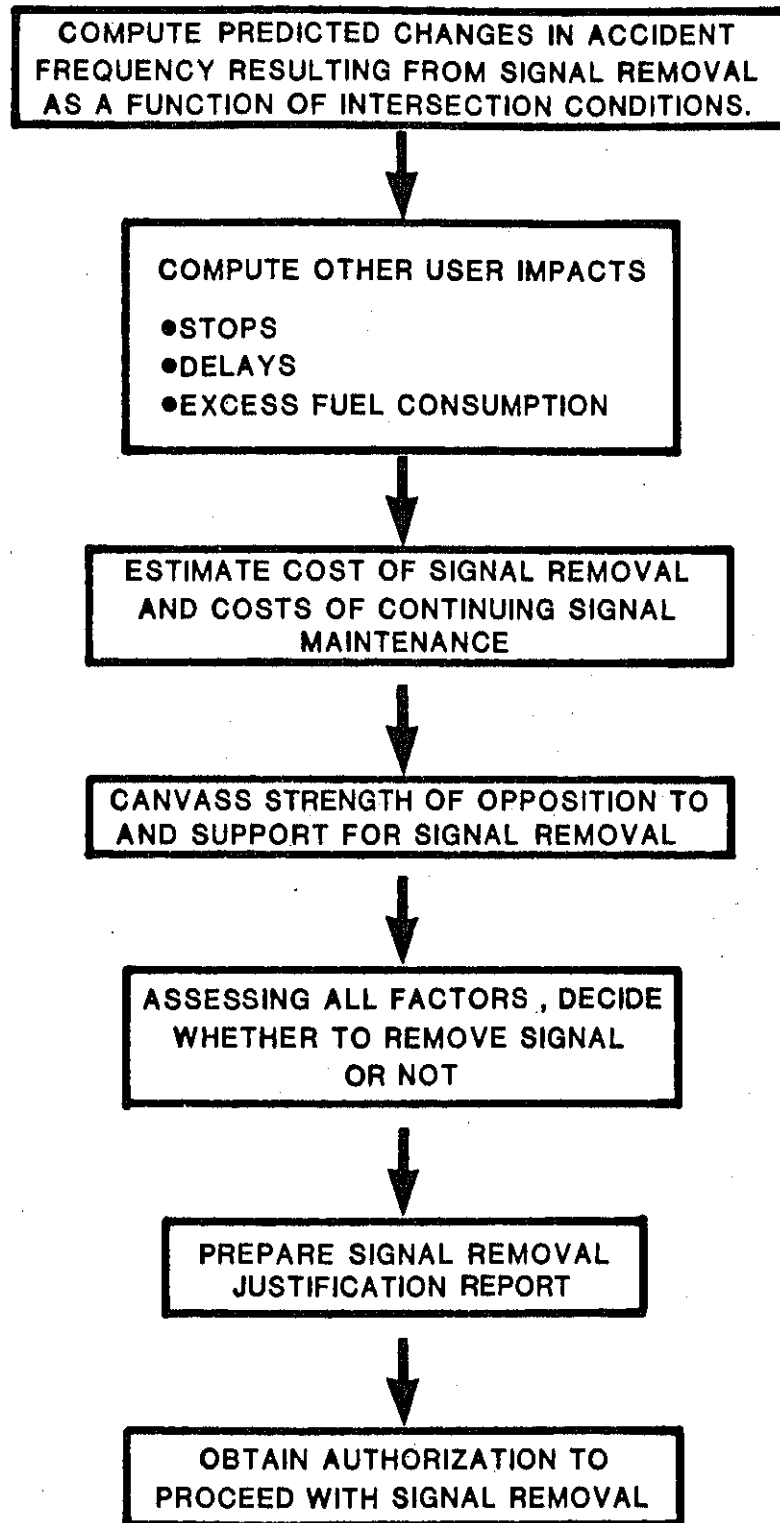 COMPUTE PREDICTED CHANGES IN ACCIDENT
FREQUENCY RESULTING FROM SIGNAL REMOVAL
AS A FUNCTION OF INTERSECTION CONDITIONS.
COMPUTE OTHER USER IMPACTS
●STOPS
●DELAYS
●EXCESS FUEL CONSUMPTION
ESTIMATE COST OF SIGNAL REMOVAL
AND COSTS OF CONTINUING SIGNAL
MAINTENANCE
CANVASS STRENGTH OF OPPOSITION TO
AND SUPPORT FOR SIGNAL REMOVAL
ASSESSING ALL FACTORS , DECIDE
WHETHER TO REMOVE SIGNAL
OR NOT
PREPARE SIGNAL REMOVAL
JUSTIFICATION REPORT
OBTAIN AUTHORIZATION TO
PROCEED WITH SIGNAL REMOVAL